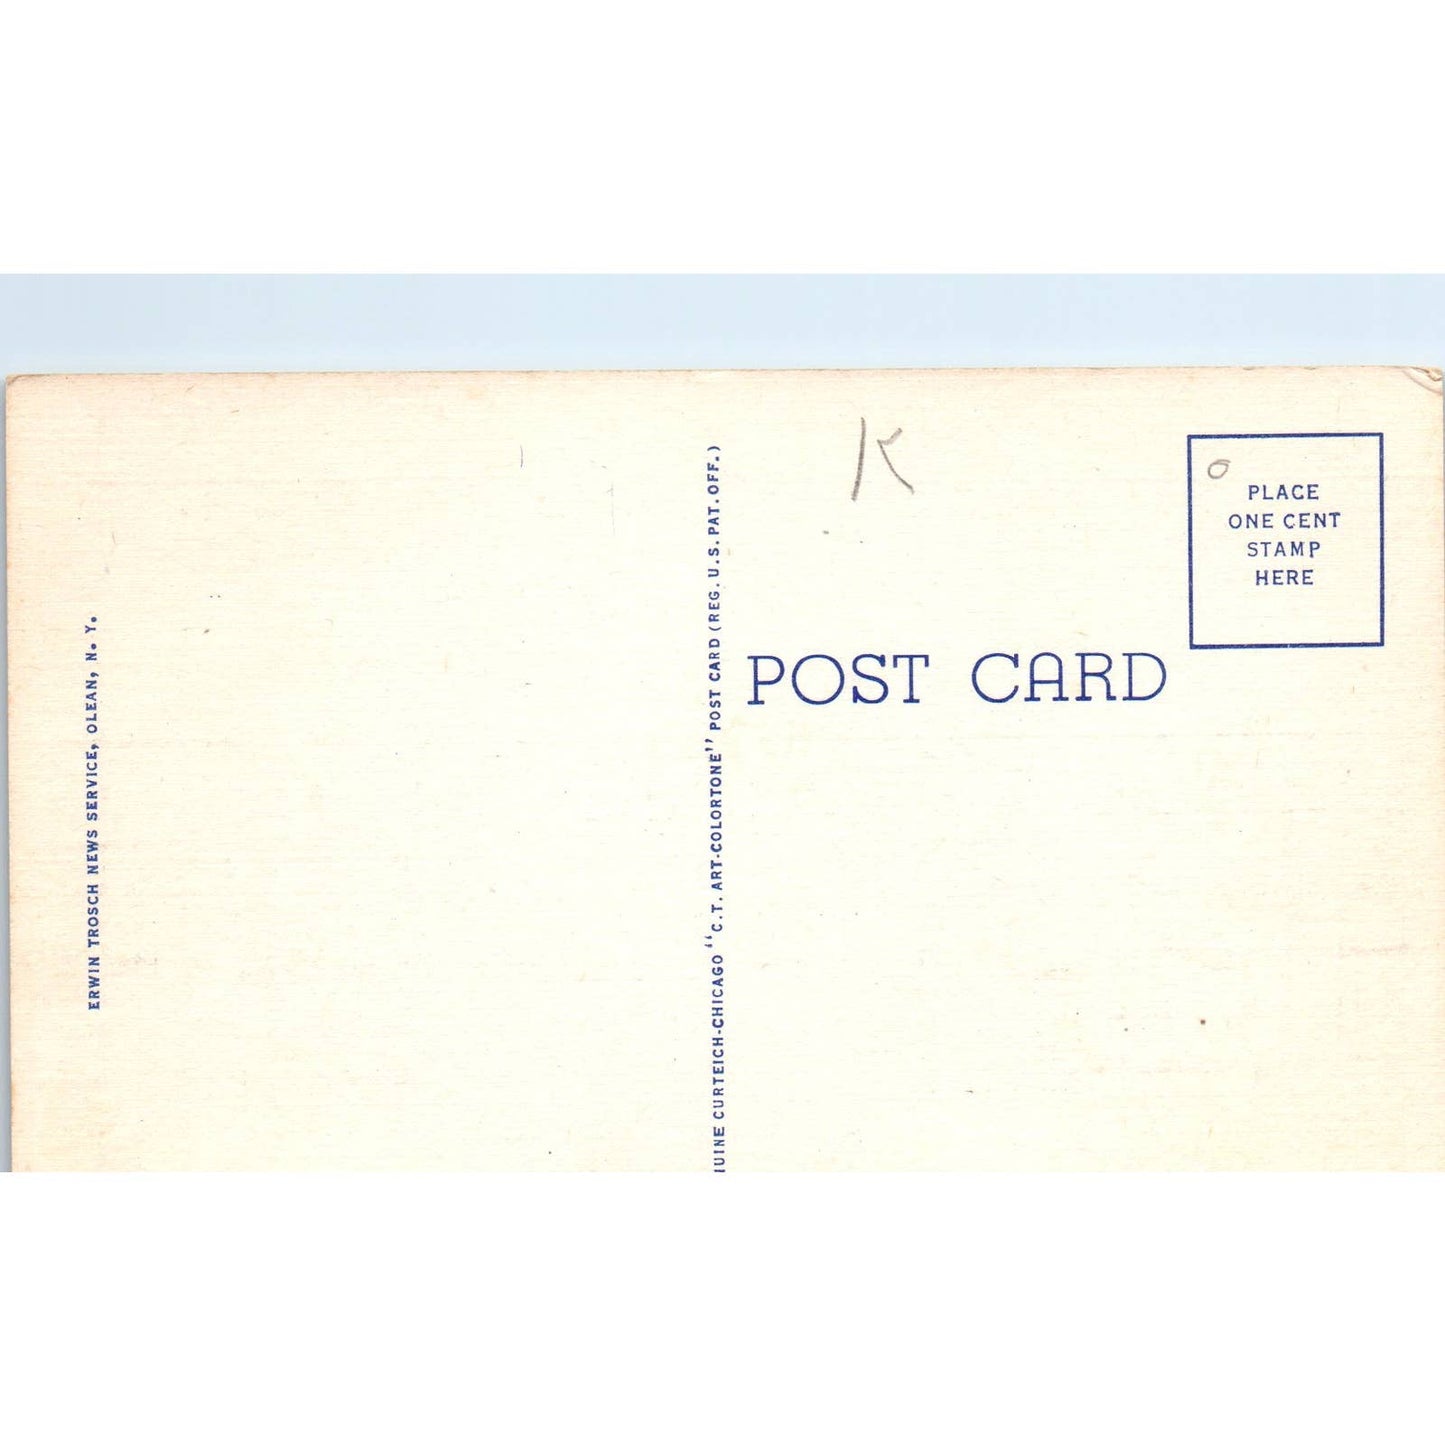 ERWIN TROSCH NEWS SERVICE, OLEAN, N. Y.
CURTEICH-CHICAGO "C.T. ART-COLORTONE" POST CARD (REG. U.S. PAT. OFF.)
K
O
PLACE
ONE CENT
STAMP
HERE
POST CARD